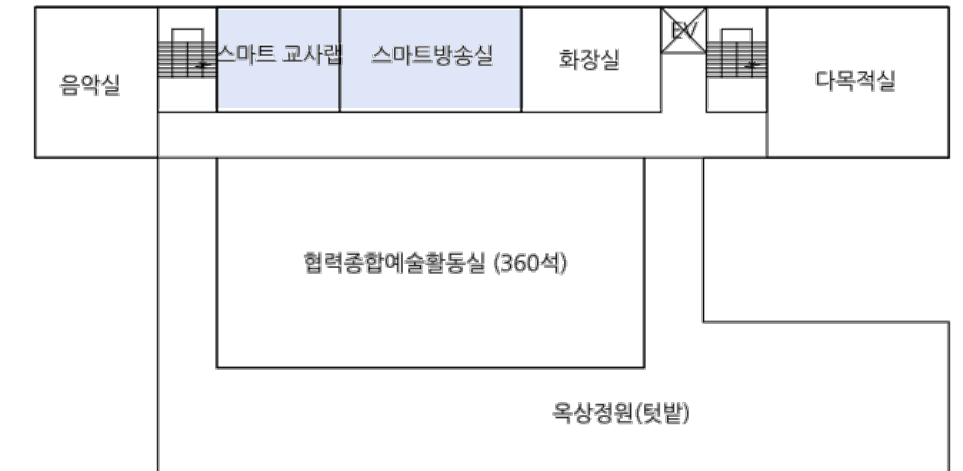 음악실
스마트 교사랩
스마트방송실
화장실
EV
다목적실
협력종합예술활동실 (360석)
옥상정원(텃밭)